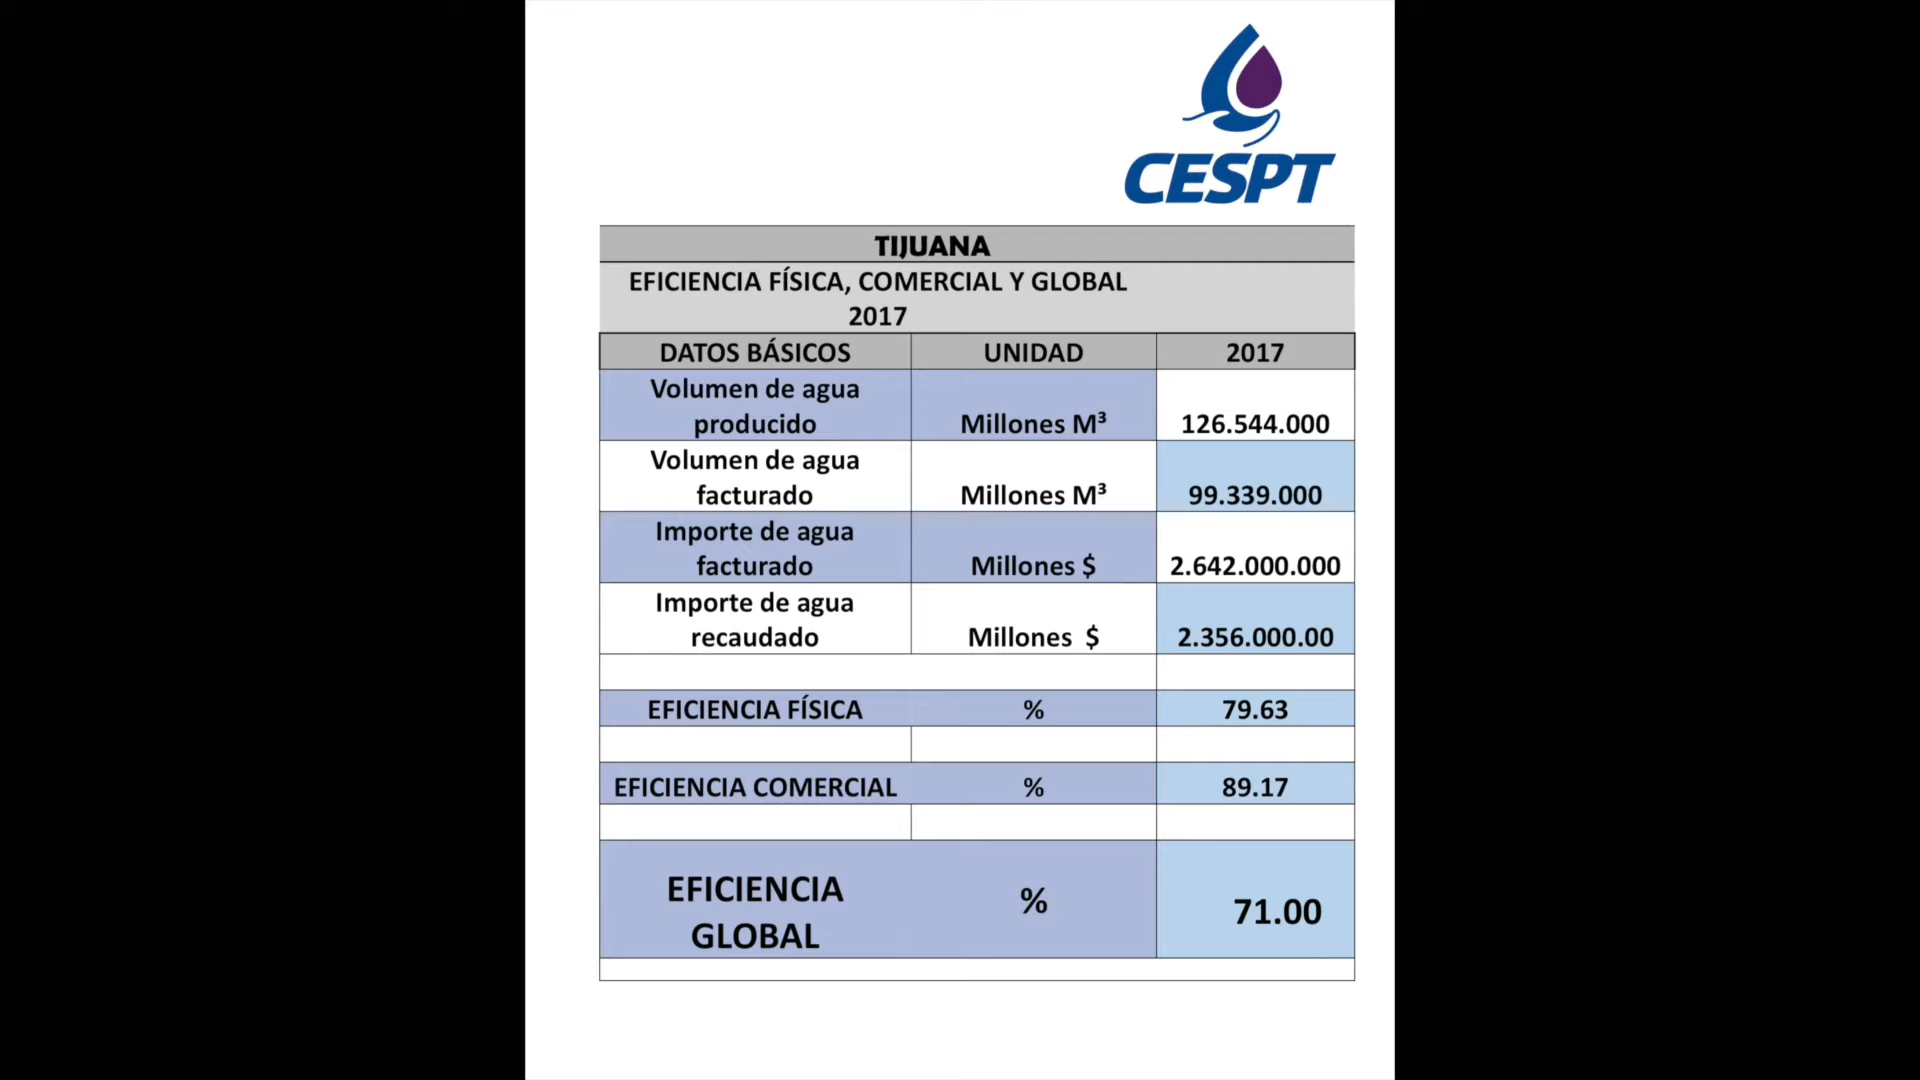 CESPT
TIJUANA
EFICIENCIA FÍSICA, COMERCIAL Y GLOBAL
2017
DATOS BÁSICOS UNIDAD 2017
Volumen de agua
producido Millones M³ 126.544.000
Volumen de agua
facturado Millones M³ 99.339.000
Importe de agua
facturado Millones $ 2.642.000.000
Importe de agua
recaudado Millones $ 2.356.000.00
EFICIENCIA FÍSICA % 79.63
EFICIENCIA COMERCIAL % 89.17
EFICIENCIA
GLOBAL % 71.00